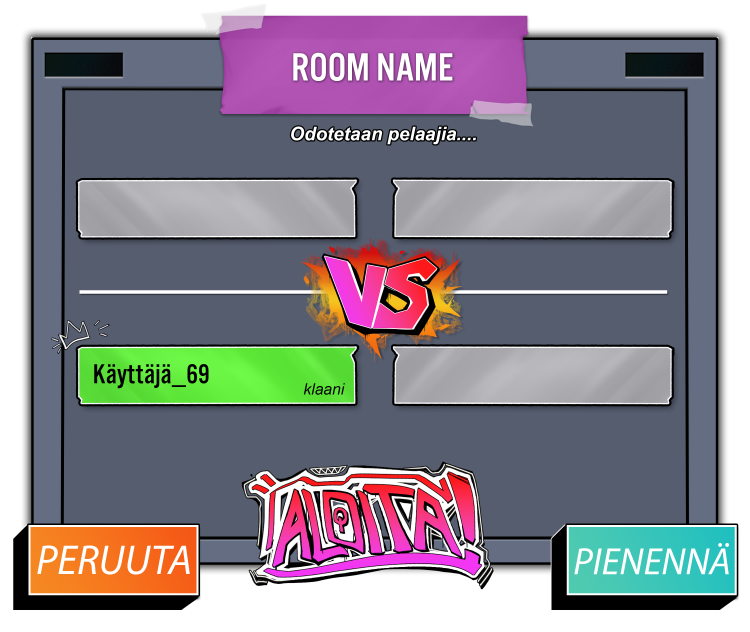 ROOM NAME
Odotetaan pelaajia....
VS
Käyttäjä_69
klaani
ALOITA!
PERUUTA
PIENENNÄ